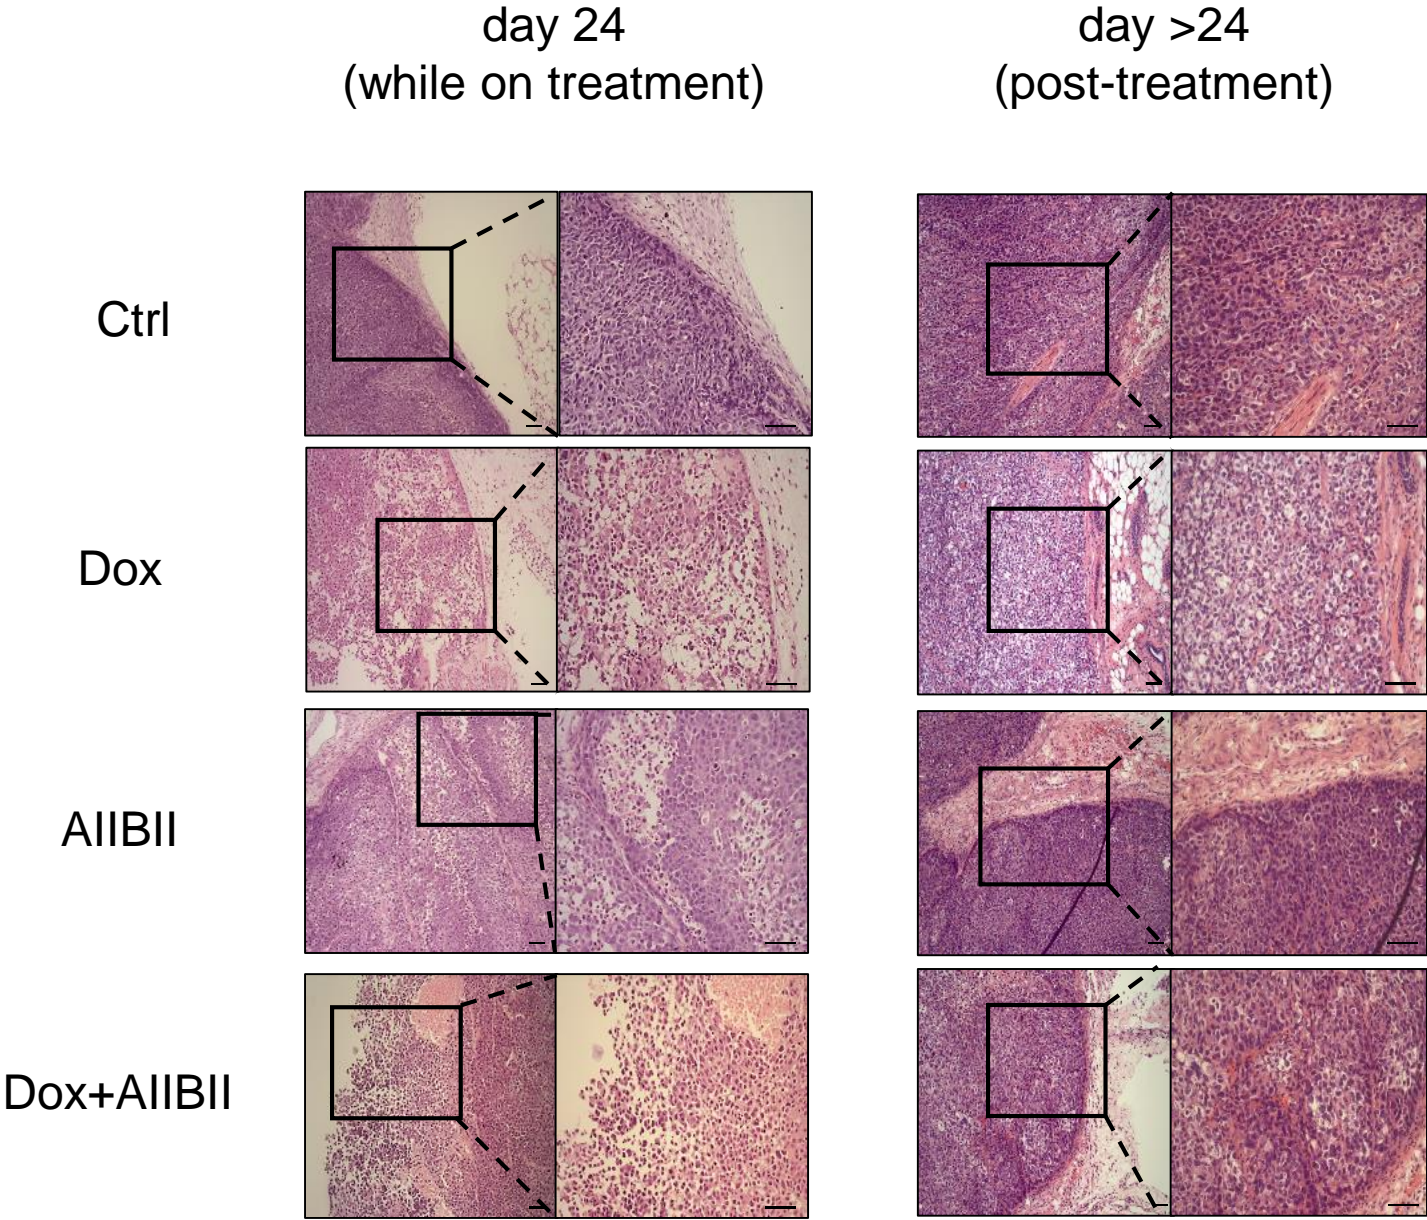 day 24
(while on treatment)
day >24
(post-treatment)
Ctrl
Dox
AIIBII
Dox+AIIBII